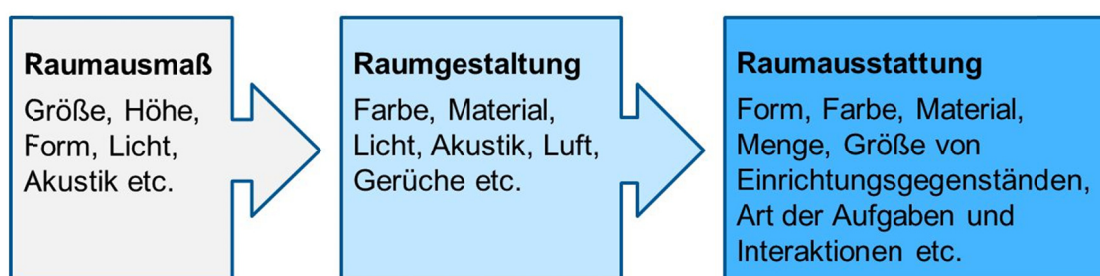 Raumausmaß
Größe, Höhe,
Form, Licht,
Akustik etc.
Raumgestaltung
Farbe, Material,
Licht, Akustik, Luft,
Gerüche etc.
Raumausstattung
Form, Farbe, Material,
Menge, Größe von
Einrichtungsgegenständen,
Art der Aufgaben und
Interaktionen etc.